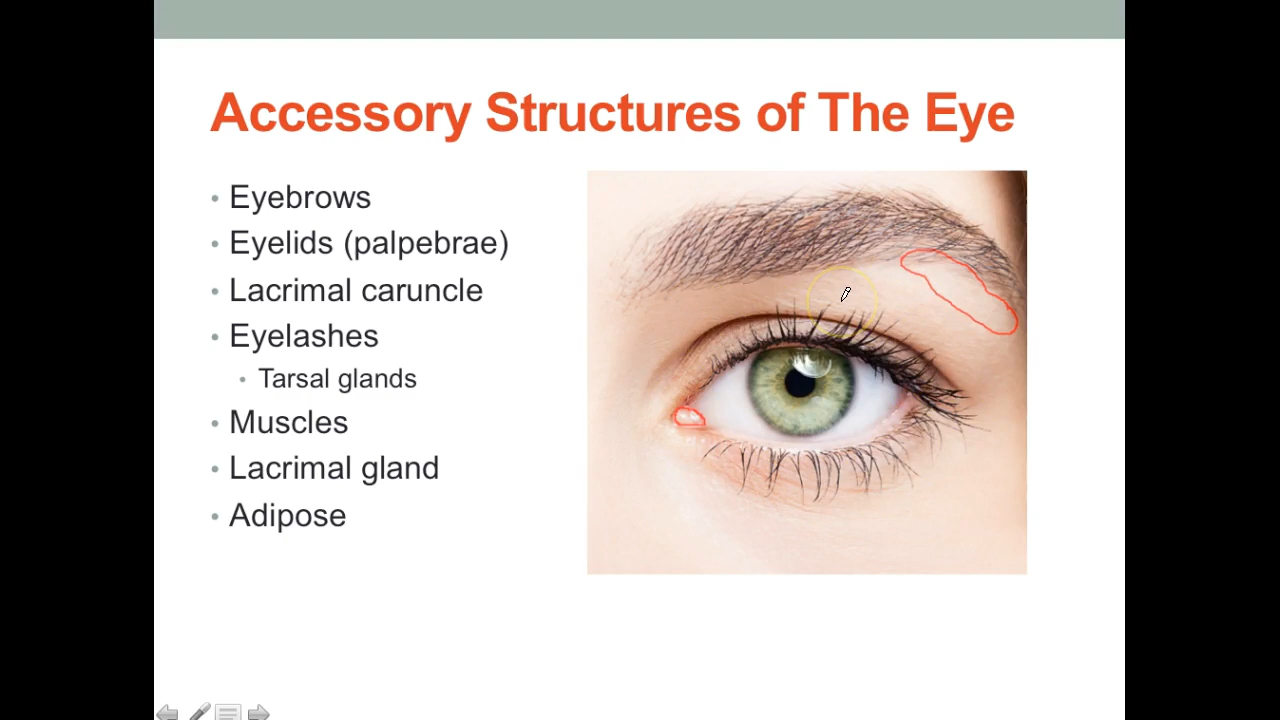 Accessory Structures of The Eye
• Eyebrows
• Eyelids (palpebrae)
• Lacrimal caruncle
• Eyelashes
• Tarsal glands
• Muscles
• Lacrimal gland
• Adipose